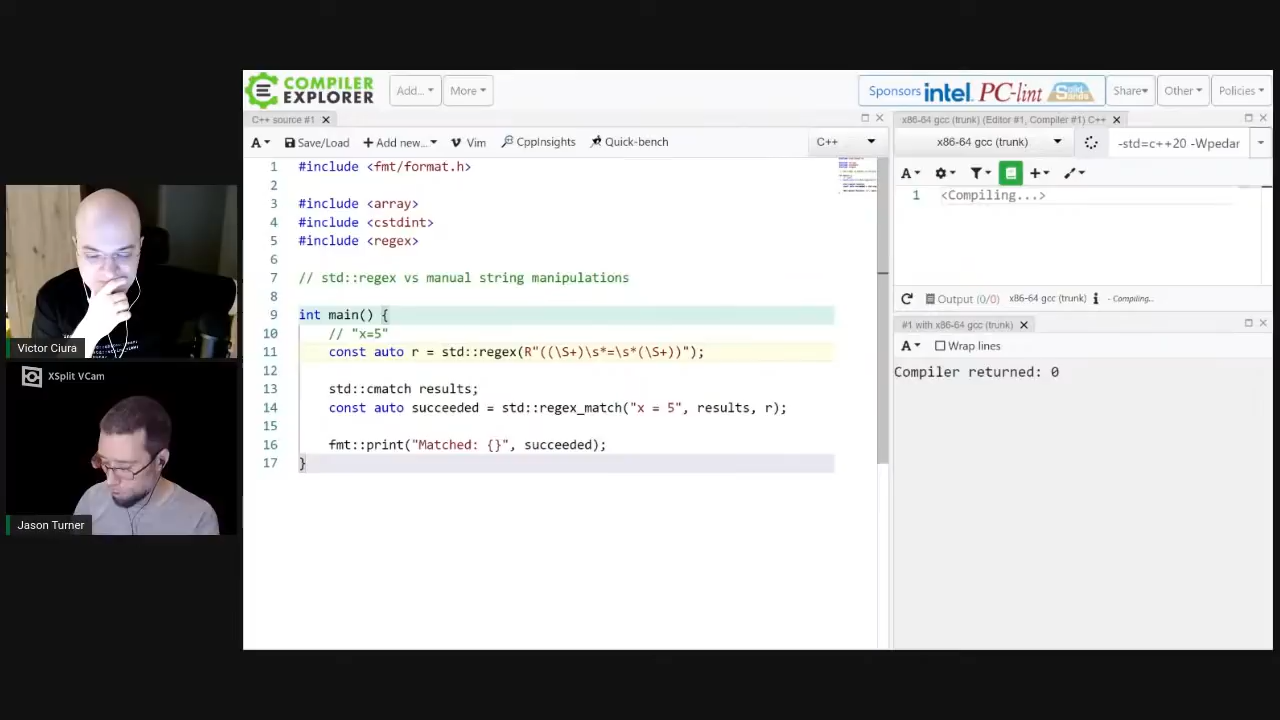 COMPILER
EXPLORER
Add...
More
Sponsors intel. PC-lint Solid Sands
Share
Other
Policies
C++ source #1
A
Save/Load
Add new...
Vim
CppInsights
Quick-bench
C++
1 #include <fmt/format.h>
2
3 #include <array>
4 #include <cstdint>
5 #include <regex>
6
7 // std::regex vs manual string manipulations
8
9 int main() {
10 // "x=5"
11 const auto r = std::regex(R"((\S+)\s*=\s*(\S+))");
12
13 std::cmatch results;
14 const auto succeeded = std::regex_match("x = 5", results, r);
15
16 fmt::print("Matched: {}", succeeded);
17 }
x86-64 gcc (trunk) (Editor #1, Compiler #1) C++
x86-64 gcc (trunk)
-std=c++20 -Wpedar
A
1 <Compiling...>
Output (0/0) x86-64 gcc (trunk) i - Compiling...
#1 with x86-64 gcc (trunk)
A
Wrap lines
Compiler returned: 0
Victor Ciura
XSplit VCam
Jason Turner